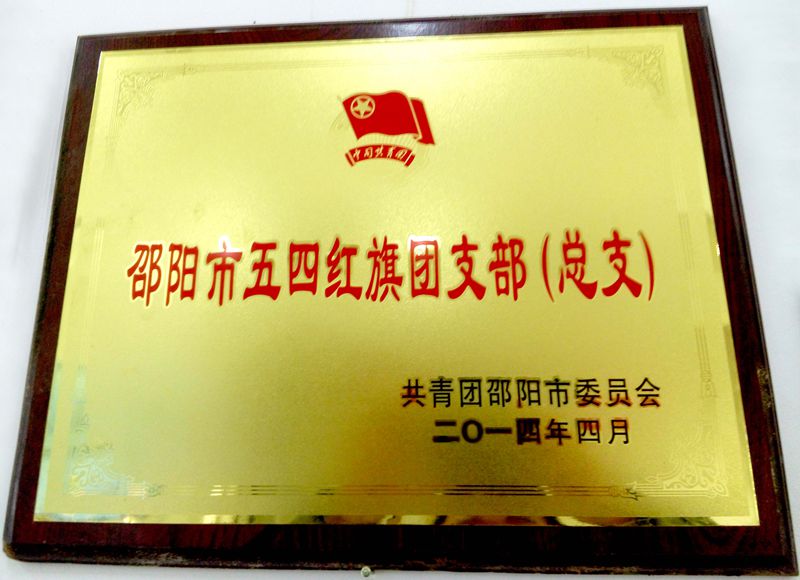 中国共青团
邵阳市五四红旗团支部(总支)
共青团邵阳市委员会
二〇一四年四月